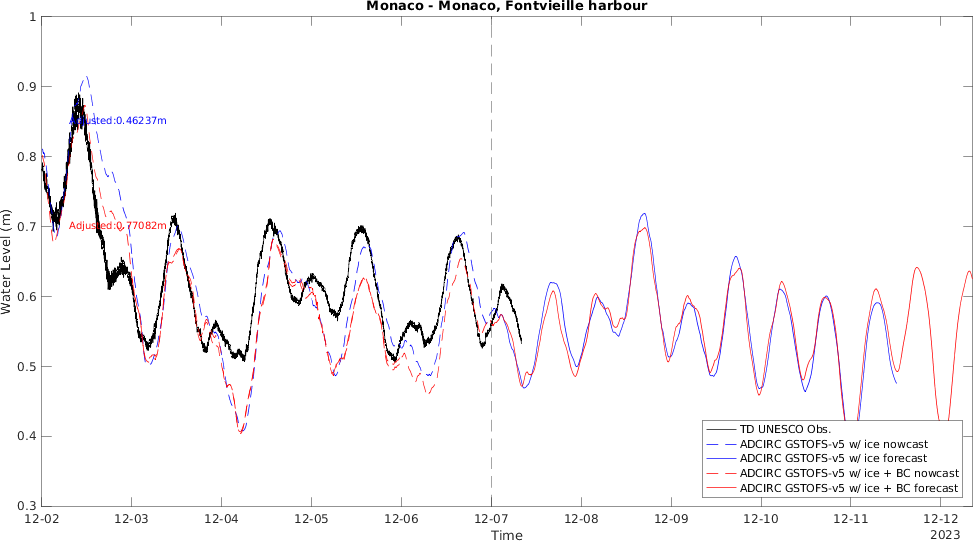 Monaco - Monaco, Fontvieille harbour
1
0.9
0.8
0.7
0.6
0.5
0.4
0.3
Water Level (m)
Adjusted:0.46237m
Adjusted:0.77082m
TD UNESCO Obs.
ADCIRC GSTOFS-v5 w/ ice nowcast
ADCIRC GSTOFS-v5 w/ ice forecast
ADCIRC GSTOFS-v5 w/ ice + BC nowcast
ADCIRC GSTOFS-v5 w/ ice + BC forecast
12-02 12-03 12-04 12-05 12-06 12-07 12-08 12-09 12-10 12-11 12-12
Time
2023